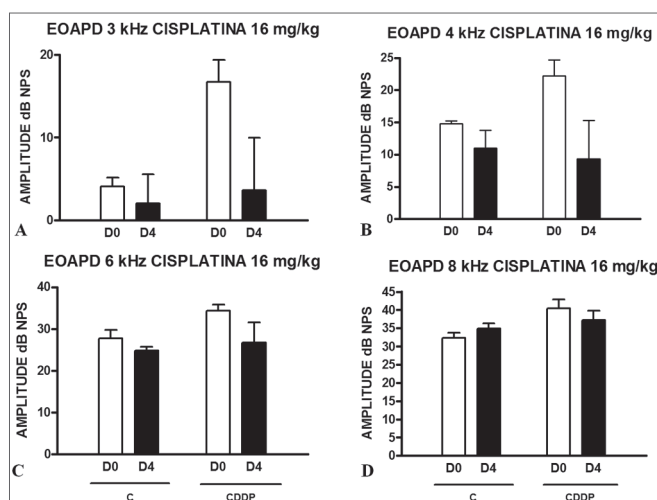 EOAPD 3 kHz CISPLATINA 16 mg/kg
AMPLITUDE dB NPS
20
10
0
D0 D4 D0 D4
A
EOAPD 4 kHz CISPLATINA 16 mg/kg
AMPLITUDE dB NPS
25
20
15
10
5
0
D0 D4 D0 D4
B
EOAPD 6 kHz CISPLATINA 16 mg/kg
AMPLITUDE dB NPS
40
30
20
10
0
D0 D4 D0 D4
C
C CDDP
EOAPD 8 kHz CISPLATINA 16 mg/kg
AMPLITUDE dB NPS
45
40
35
30
25
20
15
10
5
0
D0 D4 D0 D4
D
C CDDP